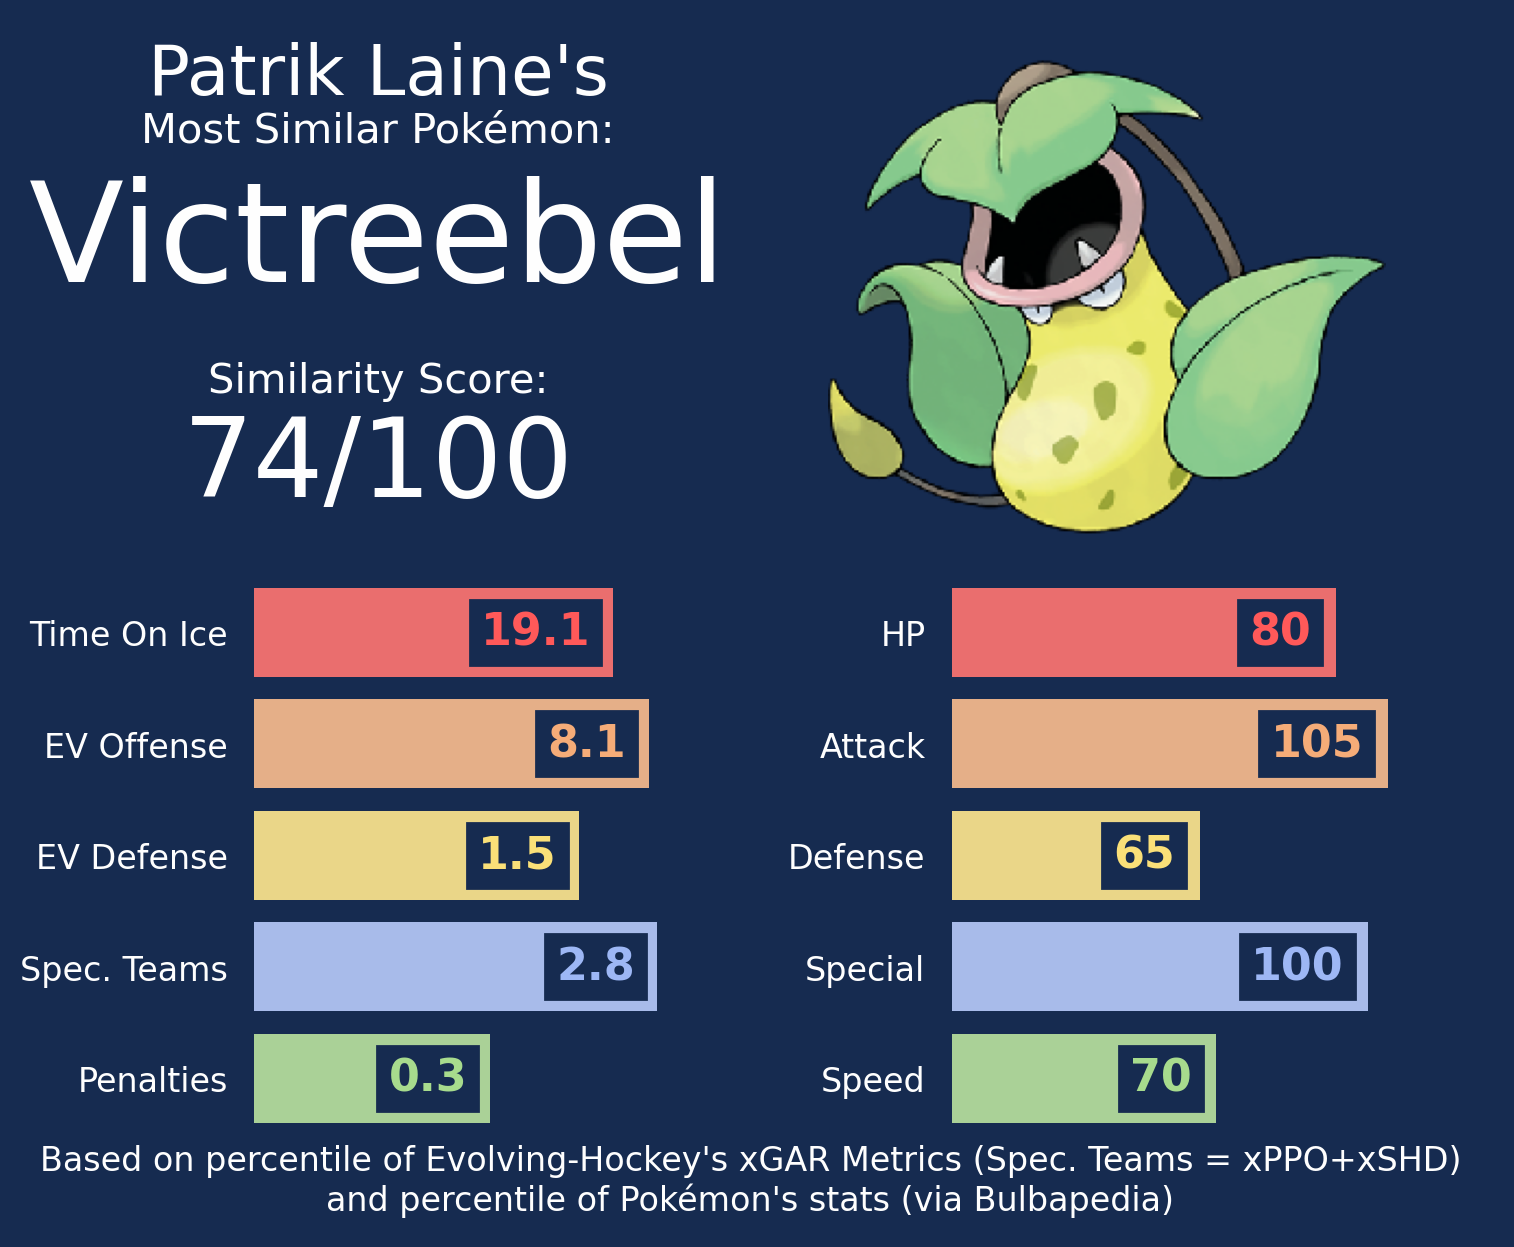 Patrik Laine's
Most Similar Pokémon:
Victreebel
Similarity Score:
74/100
Time On Ice 19.1
EV Offense 8.1
EV Defense 1.5
Spec. Teams 2.8
Penalties 0.3
HP 80
Attack 105
Defense 65
Special 100
Speed 70
Based on percentile of Evolving-Hockey's xGAR Metrics (Spec. Teams = xPPO+xSHD)
and percentile of Pokémon's stats (via Bulbapedia)